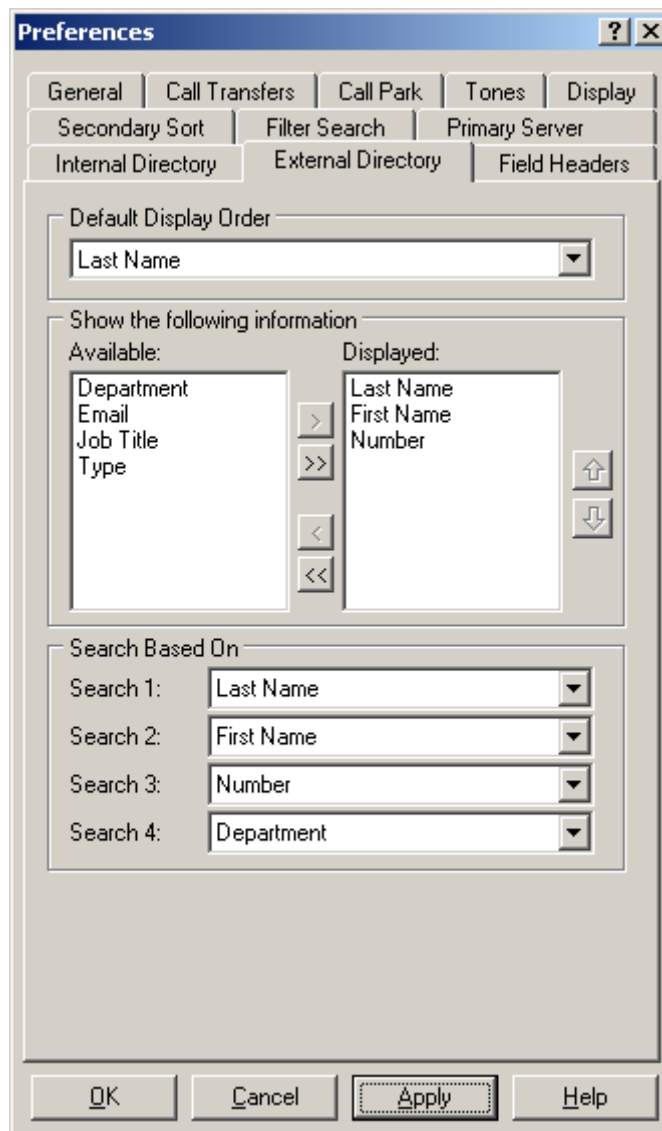 Preferences
General Call Transfers Call Park Tones Display
Secondary Sort Filter Search Primary Server
Internal Directory External Directory Field Headers
Default Display Order
Last Name
Show the following information
Available: Displayed:
Department Last Name
Email First Name
Job Title Number
Type
>
>>
<
<<
Search Based On
Search 1: Last Name
Search 2: First Name
Search 3: Number
Search 4: Department
OK Cancel Apply Help